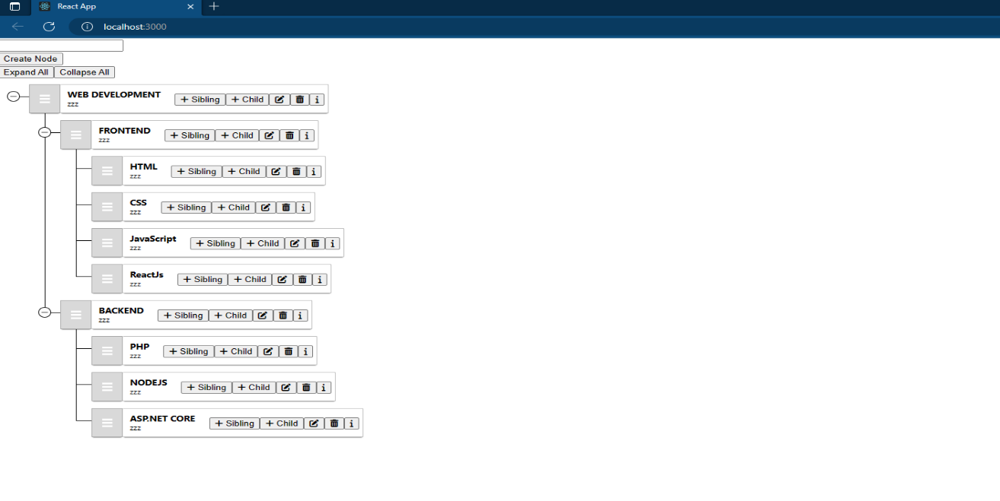 React App
localhost:3000
Create Node
Expand All Collapse All
WEB DEVELOPMENT
zzz
+ Sibling + Child i
FRONTEND
zzz
+ Sibling + Child i
HTML
zzz
+ Sibling + Child i
CSS
zzz
+ Sibling + Child i
JavaScript
zzz
+ Sibling + Child i
ReactJs
zzz
+ Sibling + Child i
BACKEND
zzz
+ Sibling + Child i
PHP
zzz
+ Sibling + Child i
NODEJS
zzz
+ Sibling + Child i
ASP.NET CORE
zzz
+ Sibling + Child i